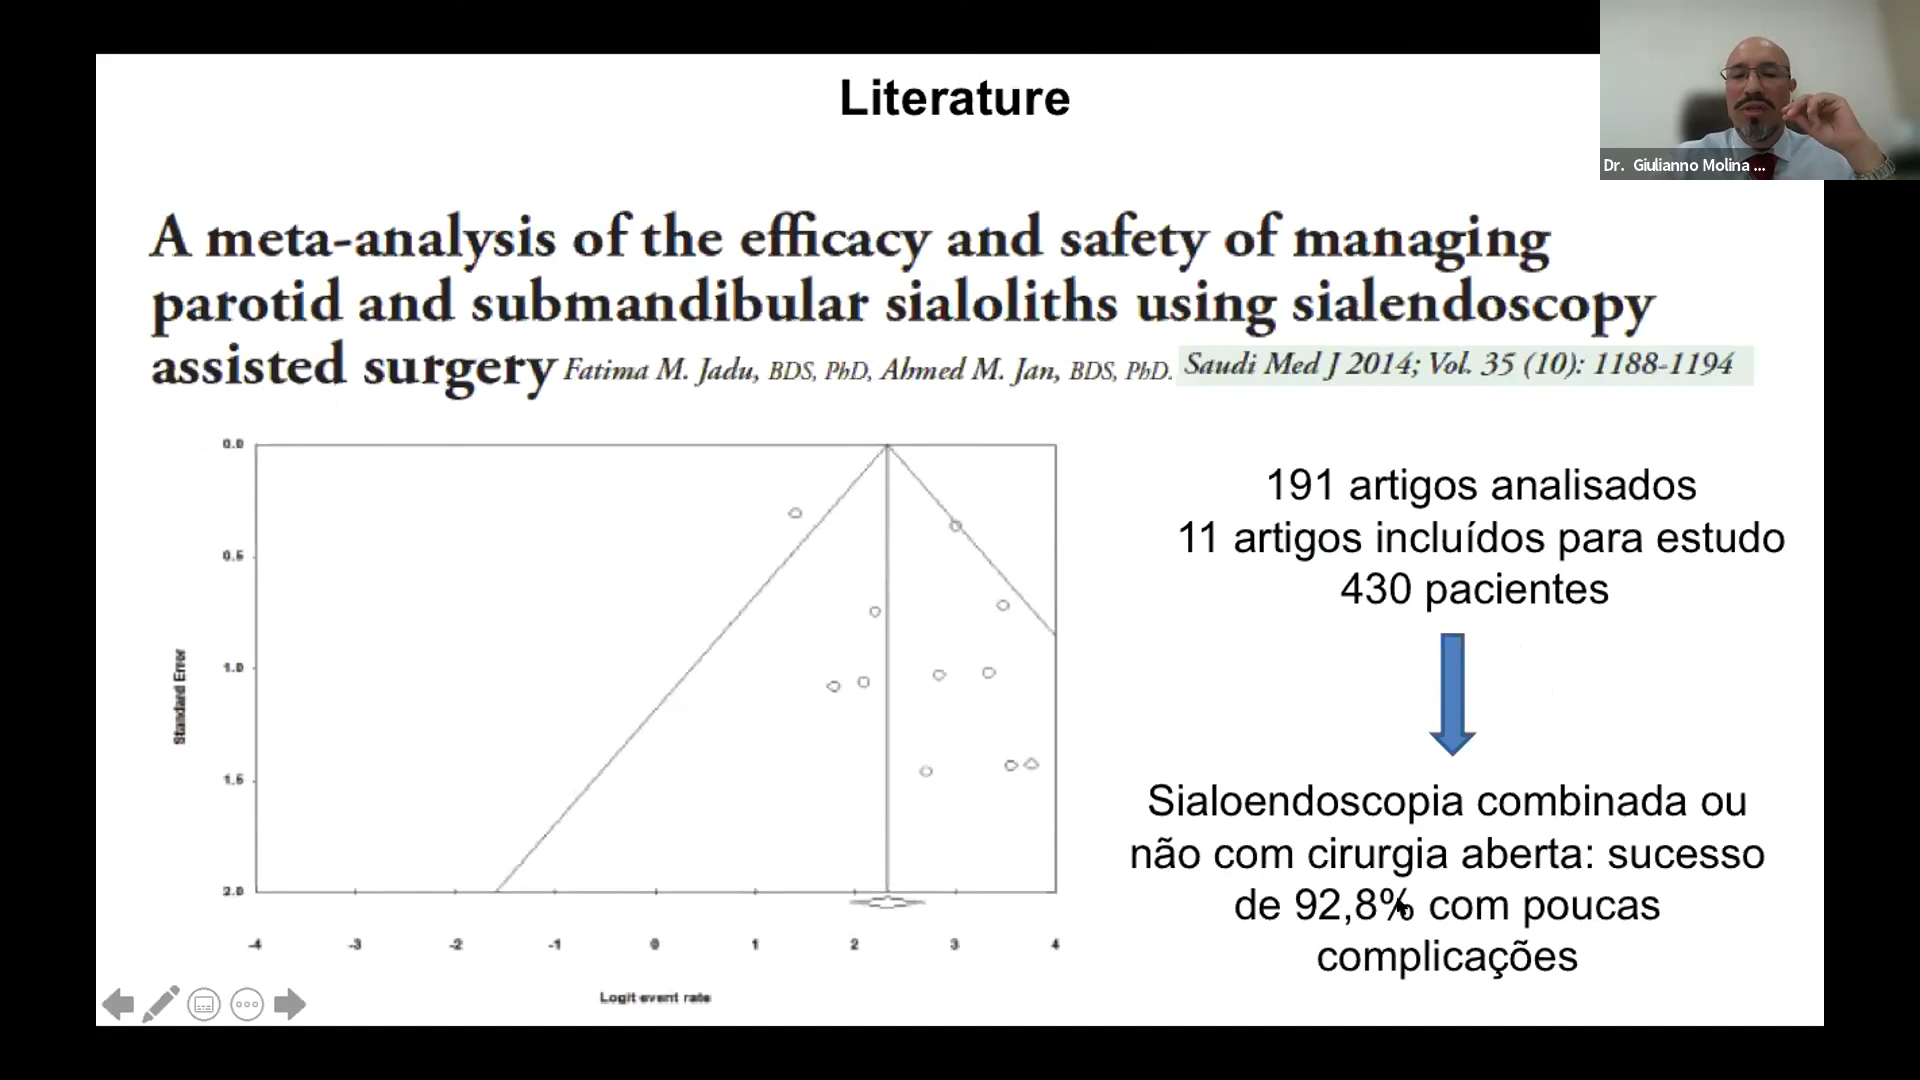 Literature
Dr. Giulianno Molina ...
A meta-analysis of the efficacy and safety of managing
parotid and submandibular sialoliths using sialendoscopy
assisted surgery Fatima M. Jadu, BDS, PhD, Ahmed M. Jan, BDS, PhD. Saudi Med J 2014; Vol. 35 (10): 1188-1194
0.0
0.5
1.0
1.5
2.0
Standard Error
-4 -3 -2 -1 0 1 2 3 4
Logit event rate
191 artigos analisados
11 artigos incluídos para estudo
430 pacientes
Sialoendoscopia combinada ou
não com cirurgia aberta: sucesso
de 92,8% com poucas
complicações